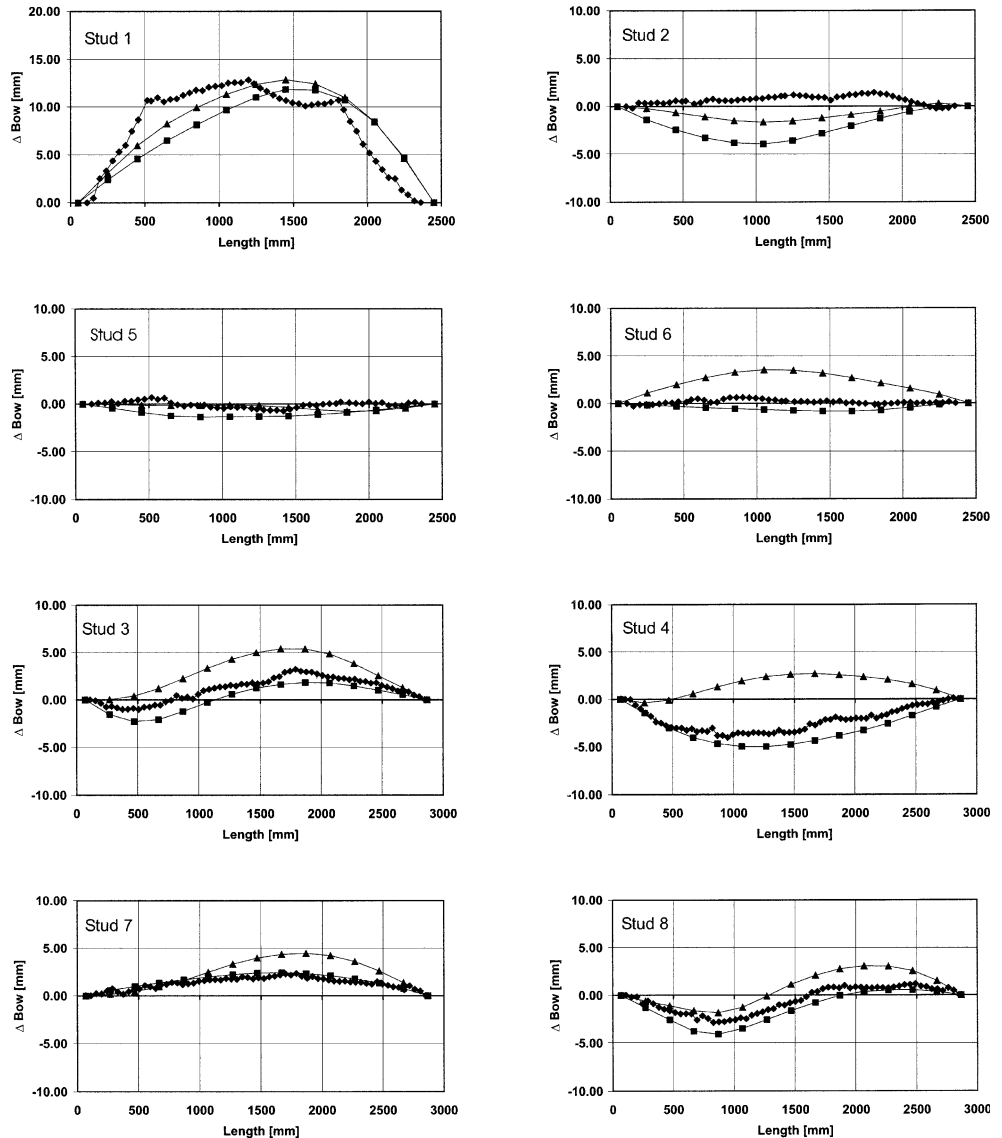 Stud 1
Δ Bow [mm]
20.00
15.00
10.00
5.00
0.00
0 500 1000 1500 2000 2500
Length [mm]
Stud 2
Δ Bow [mm]
10.00
5.00
0.00
-5.00
-10.00
0 500 1000 1500 2000 2500
Length [mm]
Stud 5
Δ Bow [mm]
10.00
5.00
0.00
-5.00
-10.00
0 500 1000 1500 2000 2500
Length [mm]
Stud 6
Δ Bow [mm]
10.00
5.00
0.00
-5.00
-10.00
0 500 1000 1500 2000 2500
Length [mm]
Stud 3
Δ Bow [mm]
10.00
5.00
0.00
-5.00
-10.00
0 500 1000 1500 2000 2500 3000
Length [mm]
Stud 4
Δ Bow [mm]
10.00
5.00
0.00
-5.00
-10.00
0 500 1000 1500 2000 2500 3000
Length [mm]
Stud 7
Δ Bow [mm]
10.00
5.00
0.00
-5.00
-10.00
0 500 1000 1500 2000 2500 3000
Length [mm]
Stud 8
Δ Bow [mm]
10.00
5.00
0.00
-5.00
-10.00
0 500 1000 1500 2000 2500 3000
Length [mm]